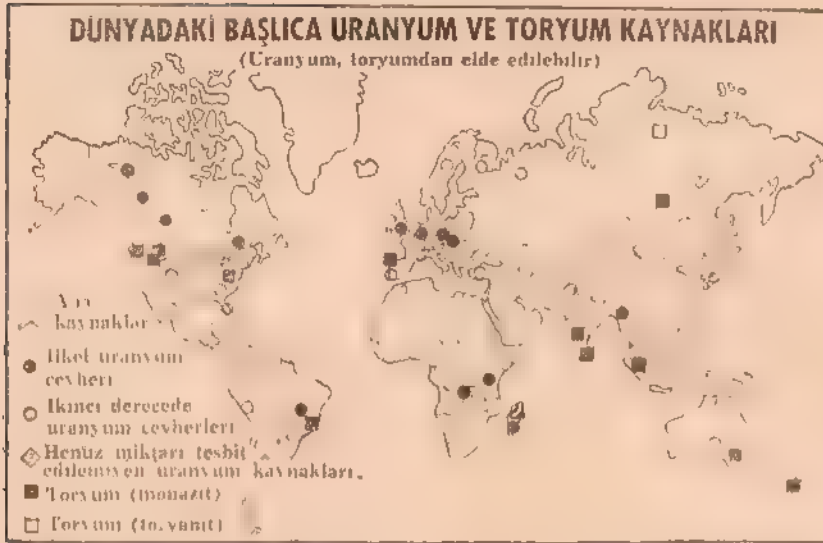 DÜNYADAKİ BAŞLICA URANYUM VE TORYUM KAYNAKLARI
(Uranyum, toryumdan elde edilebilir)
kaynaklar
İlkel uranyum
cevheri
İkinci derecede
uranyum cevherleri
Henüz miktarı tesbit
edilemiyen uranyum kaynakları.
Toryum (monazit)
Toryum